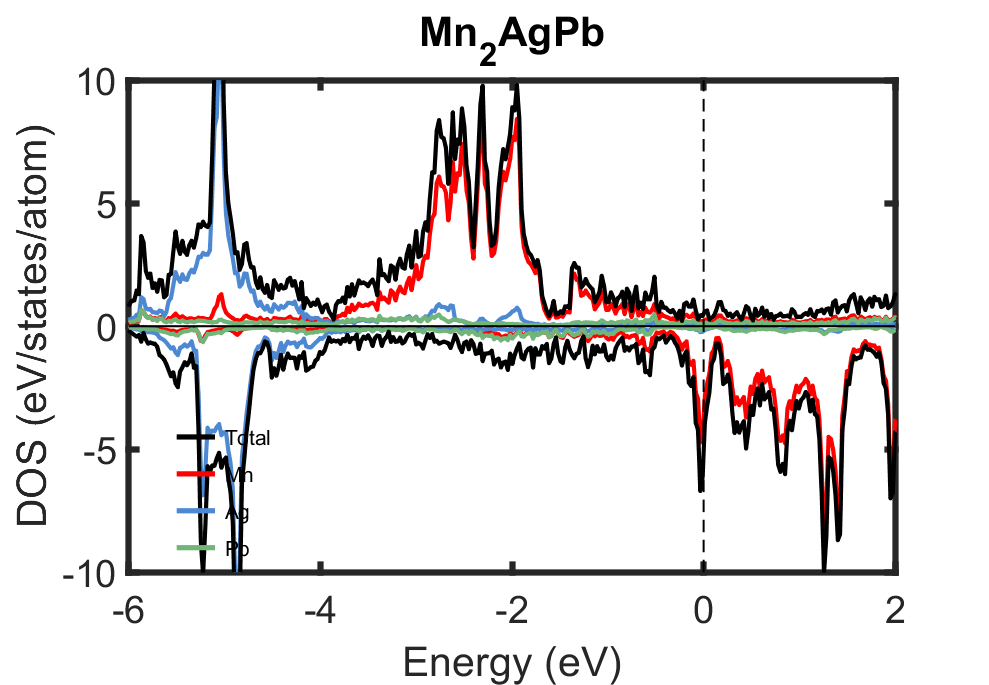 Mn2AgPb
DOS (eV/states/atom)
10
5
0
-5
-10
Total
Mn
Ag
Pb
-6 -4 -2 0 2
Energy (eV)